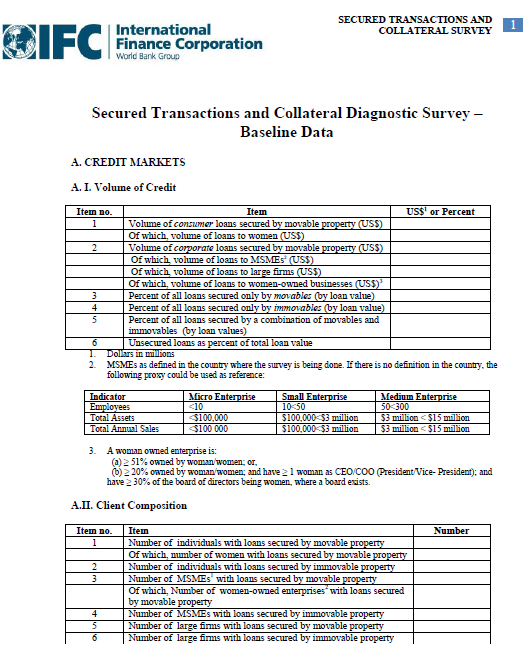 IFC International
Finance Corporation
World Bank Group
SECURED TRANSACTIONS AND
COLLATERAL SURVEY
1
Secured Transactions and Collateral Diagnostic Survey –
Baseline Data
A. CREDIT MARKETS
A. I. Volume of Credit
Item no. Item US$¹ or Percent
1 Volume of consumer loans secured by movable property (US$)
Of which, volume of loans to women (US$)
2 Volume of corporate loans secured by movable property (US$)
Of which, volume of loans to MSMEs² (US$)
Of which, volume of loans to large firms (US$)
Of which, volume of loans to women-owned businesses (US$)³
3 Percent of all loans secured only by movables (by loan value)
4 Percent of all loans secured only by immovables (by loan value)
5 Percent of all loans secured by a combination of movables and
immovables (by loan values)
6 Unsecured loans as percent of total loan value
1. Dollars in millions
2. MSMEs as defined in the country where the survey is being done. If there is no definition in the country, the
following proxy could be used as reference:
Indicator Micro Enterprise Small Enterprise Medium Enterprise
Employees <10 10<50 50<300
Total Assets <$100,000 $100,000<$3 million $3 million < $15 million
Total Annual Sales <$100 000 $100,000<$3 million $3 million < $15 million
3. A woman owned enterprise is:
(a) ≥ 51% owned by woman/women; or,
(b) ≥ 20% owned by woman/women; and have ≥ 1 woman as CEO/COO (President/Vice- President); and
have ≥ 30% of the board of directors being women, where a board exists.
A.II. Client Composition
Item no. Item Number
1 Number of individuals with loans secured by movable property
Of which, number of women with loans secured by movable property
2 Number of individuals with loans secured by immovable property
3 Number of MSMEs¹ with loans secured by movable property
Of which, Number of women-owned enterprises² with loans secured
by movable property
4 Number of MSMEs with loans secured by immovable property
5 Number of large firms with loans secured by movable property
6 Number of large firms with loans secured by immovable property